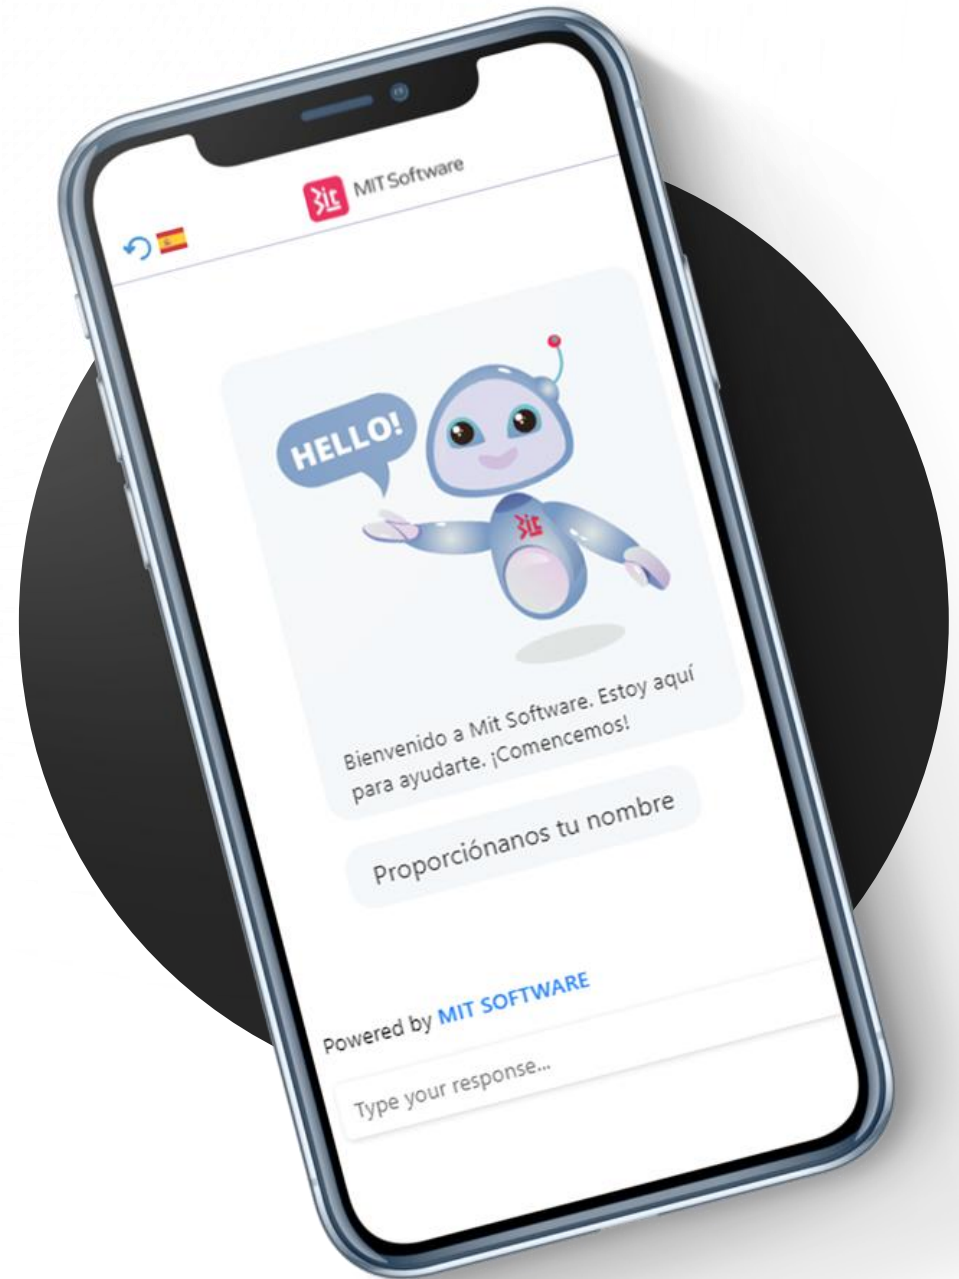 MIT Software
HELLO!
Bienvenido a Mit Software. Estoy aquí
para ayudarte. ¡Comencemos!
Proporciónanos tu nombre
Powered by MIT SOFTWARE
Type your response...